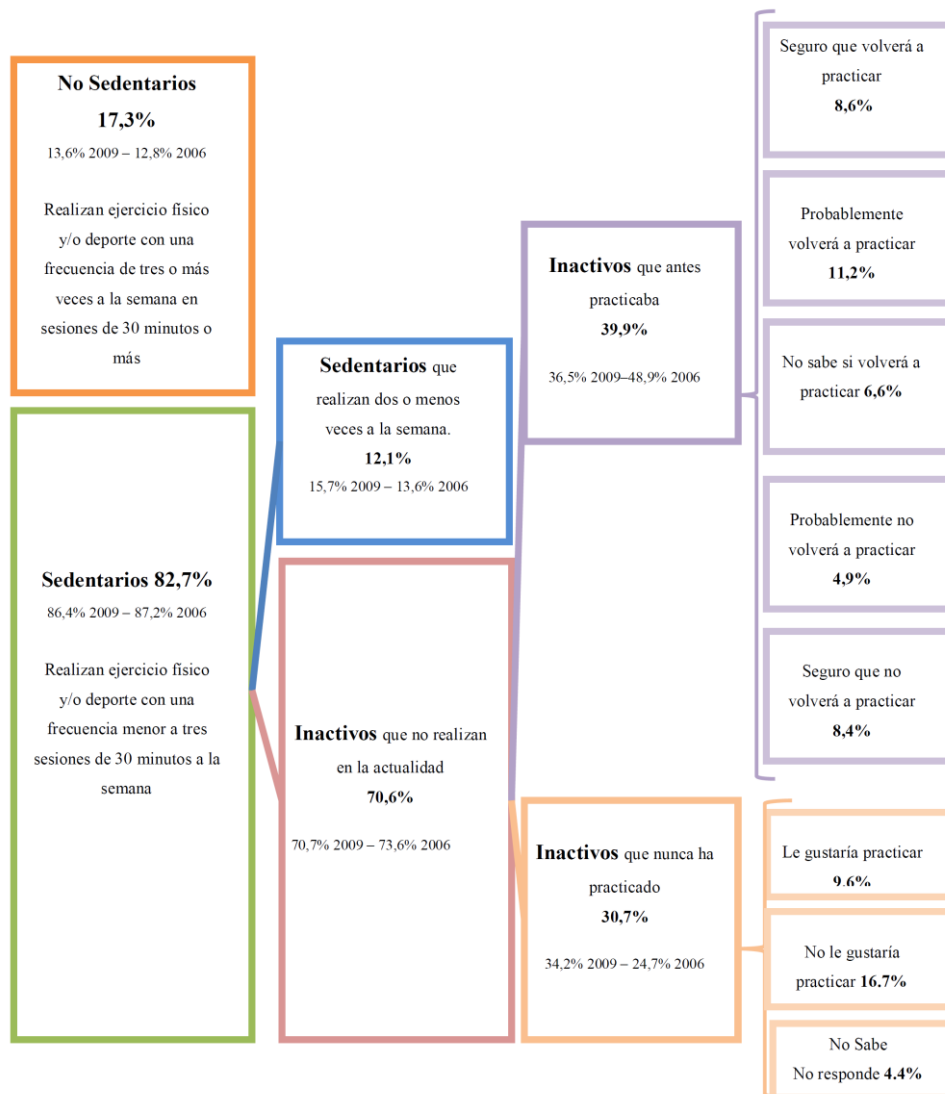 No Sedentarios
17,3%
13,6% 2009 – 12,8% 2006
Realizan ejercicio físico
y/o deporte con una
frecuencia de tres o más
veces a la semana en
sesiones de 30 minutos o
más
Sedentarios 82,7%
86,4% 2009 – 87,2% 2006
Realizan ejercicio físico
y/o deporte con una
frecuencia menor a tres
sesiones de 30 minutos a la
semana
Sedentarios que
realizan dos o menos
veces a la semana.
12,1%
15,7% 2009 – 13,6% 2006
Inactivos que no realizan
en la actualidad
70,6%
70,7% 2009 – 73,6% 2006
Inactivos que antes
practicaba
39,9%
36,5% 2009–48,9% 2006
Inactivos que nunca ha
practicado
30,7%
34,2% 2009 – 24,7% 2006
Seguro que volverá a
practicar
8,6%
Probablemente
volverá a practicar
11,2%
No sabe si volverá a
practicar 6,6%
Probablemente no
volverá a practicar
4,9%
Seguro que no
volverá a practicar
8,4%
Le gustaría practicar
9.6%
No le gustaría
practicar 16.7%
No Sabe
No responde 4.4%